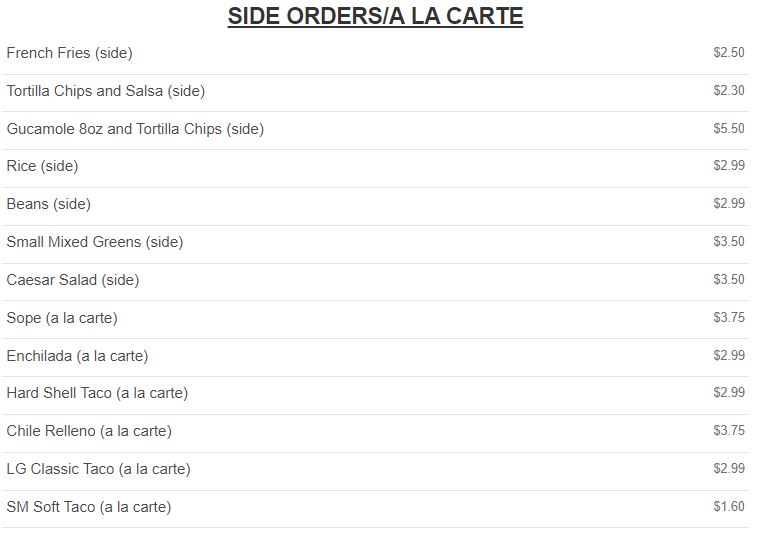 SIDE ORDERS/A LA CARTE
French Fries (side) $2.50
Tortilla Chips and Salsa (side) $2.30
Gucamole 8oz and Tortilla Chips (side) $5.50
Rice (side) $2.99
Beans (side) $2.99
Small Mixed Greens (side) $3.50
Caesar Salad (side) $3.50
Sope (a la carte) $3.75
Enchilada (a la carte) $2.99
Hard Shell Taco (a la carte) $2.99
Chile Relleno (a la carte) $3.75
LG Classic Taco (a la carte) $2.99
SM Soft Taco (a la carte) $1.60